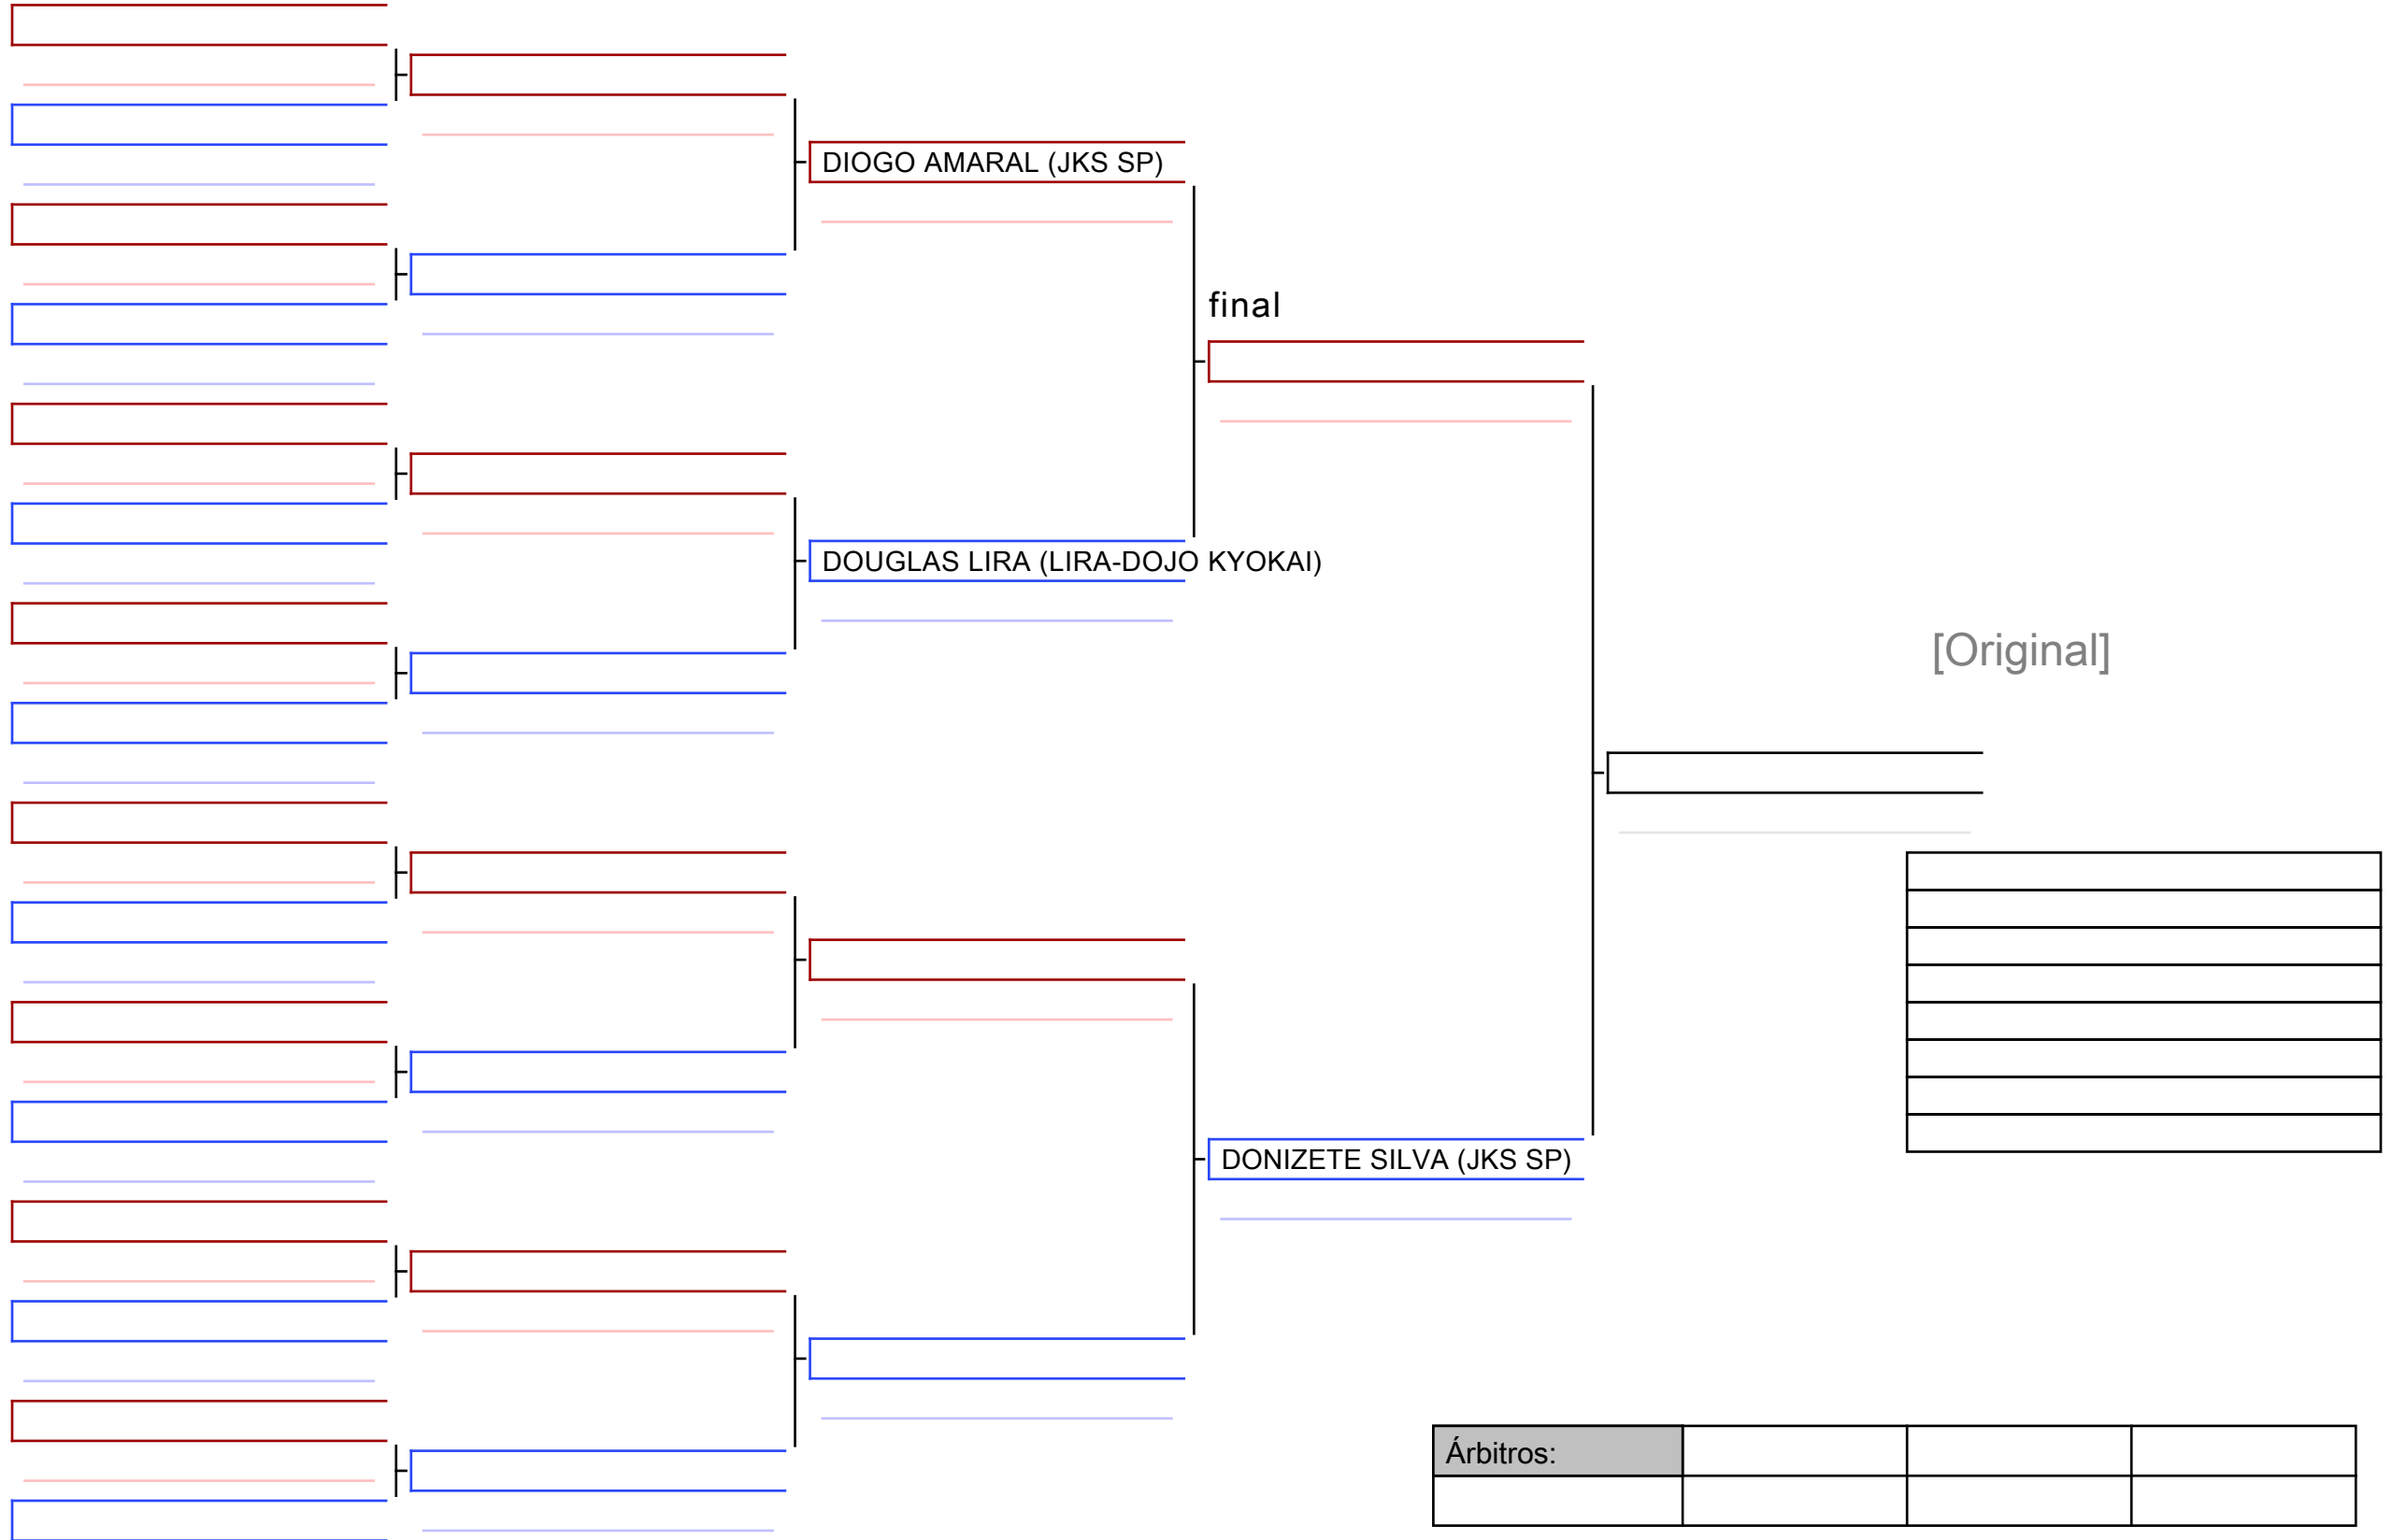 DIOGO AMARAL (JKS SP)
final
DOUGLAS LIRA (LIRA-DOJO KYOKAI)
[Original]
DONIZETE SILVA (JKS SP)
Árbitros: